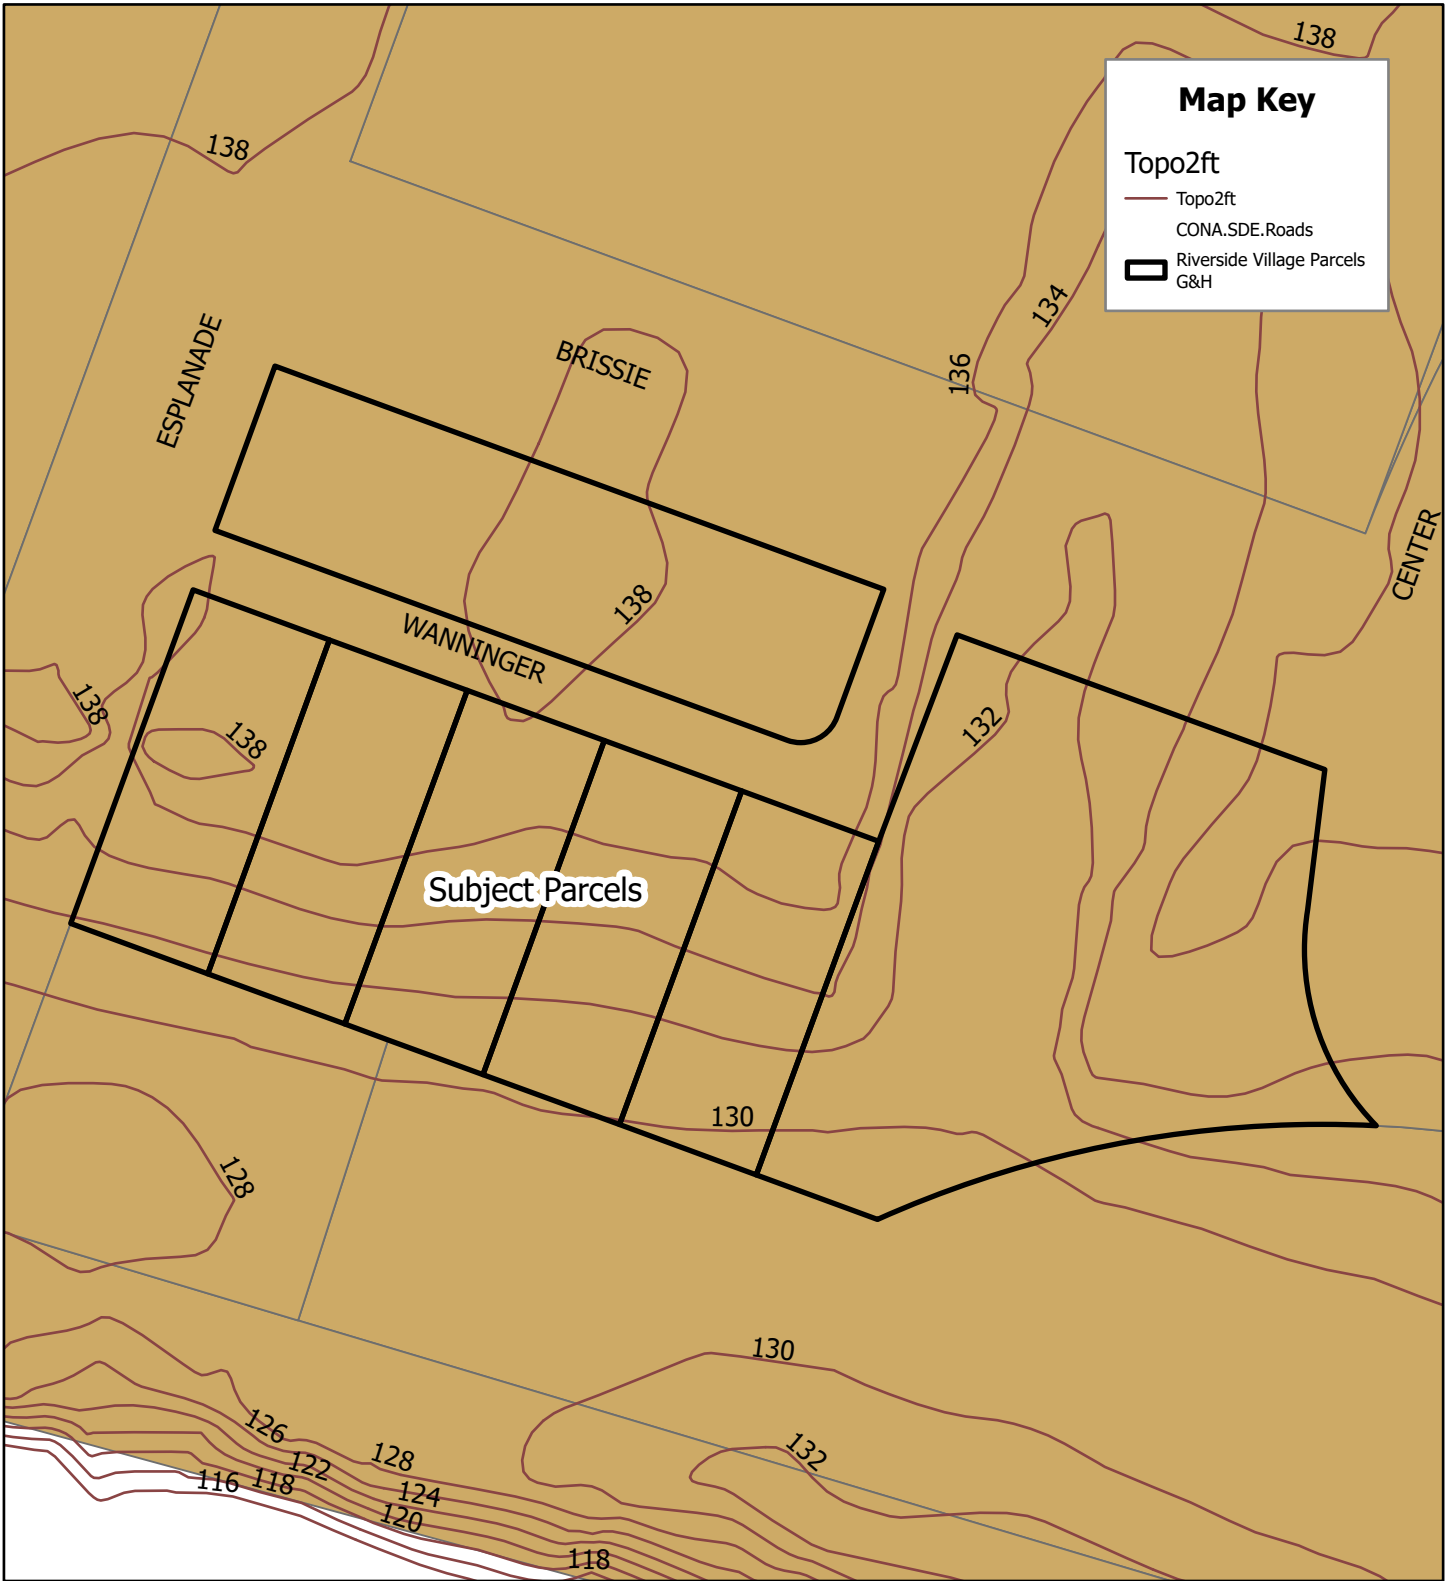 138
Map Key
138
Topo2ft
Topo2ft
CONA.SDE.Roads
Riverside Village Parcels
G&H
134
ESPLANADE
BRISSIE
136
CENTER
138
WANNINGER
138
132
138
Subject Parcels
130
128
130
126
128
132
122
116
118
124
120
118